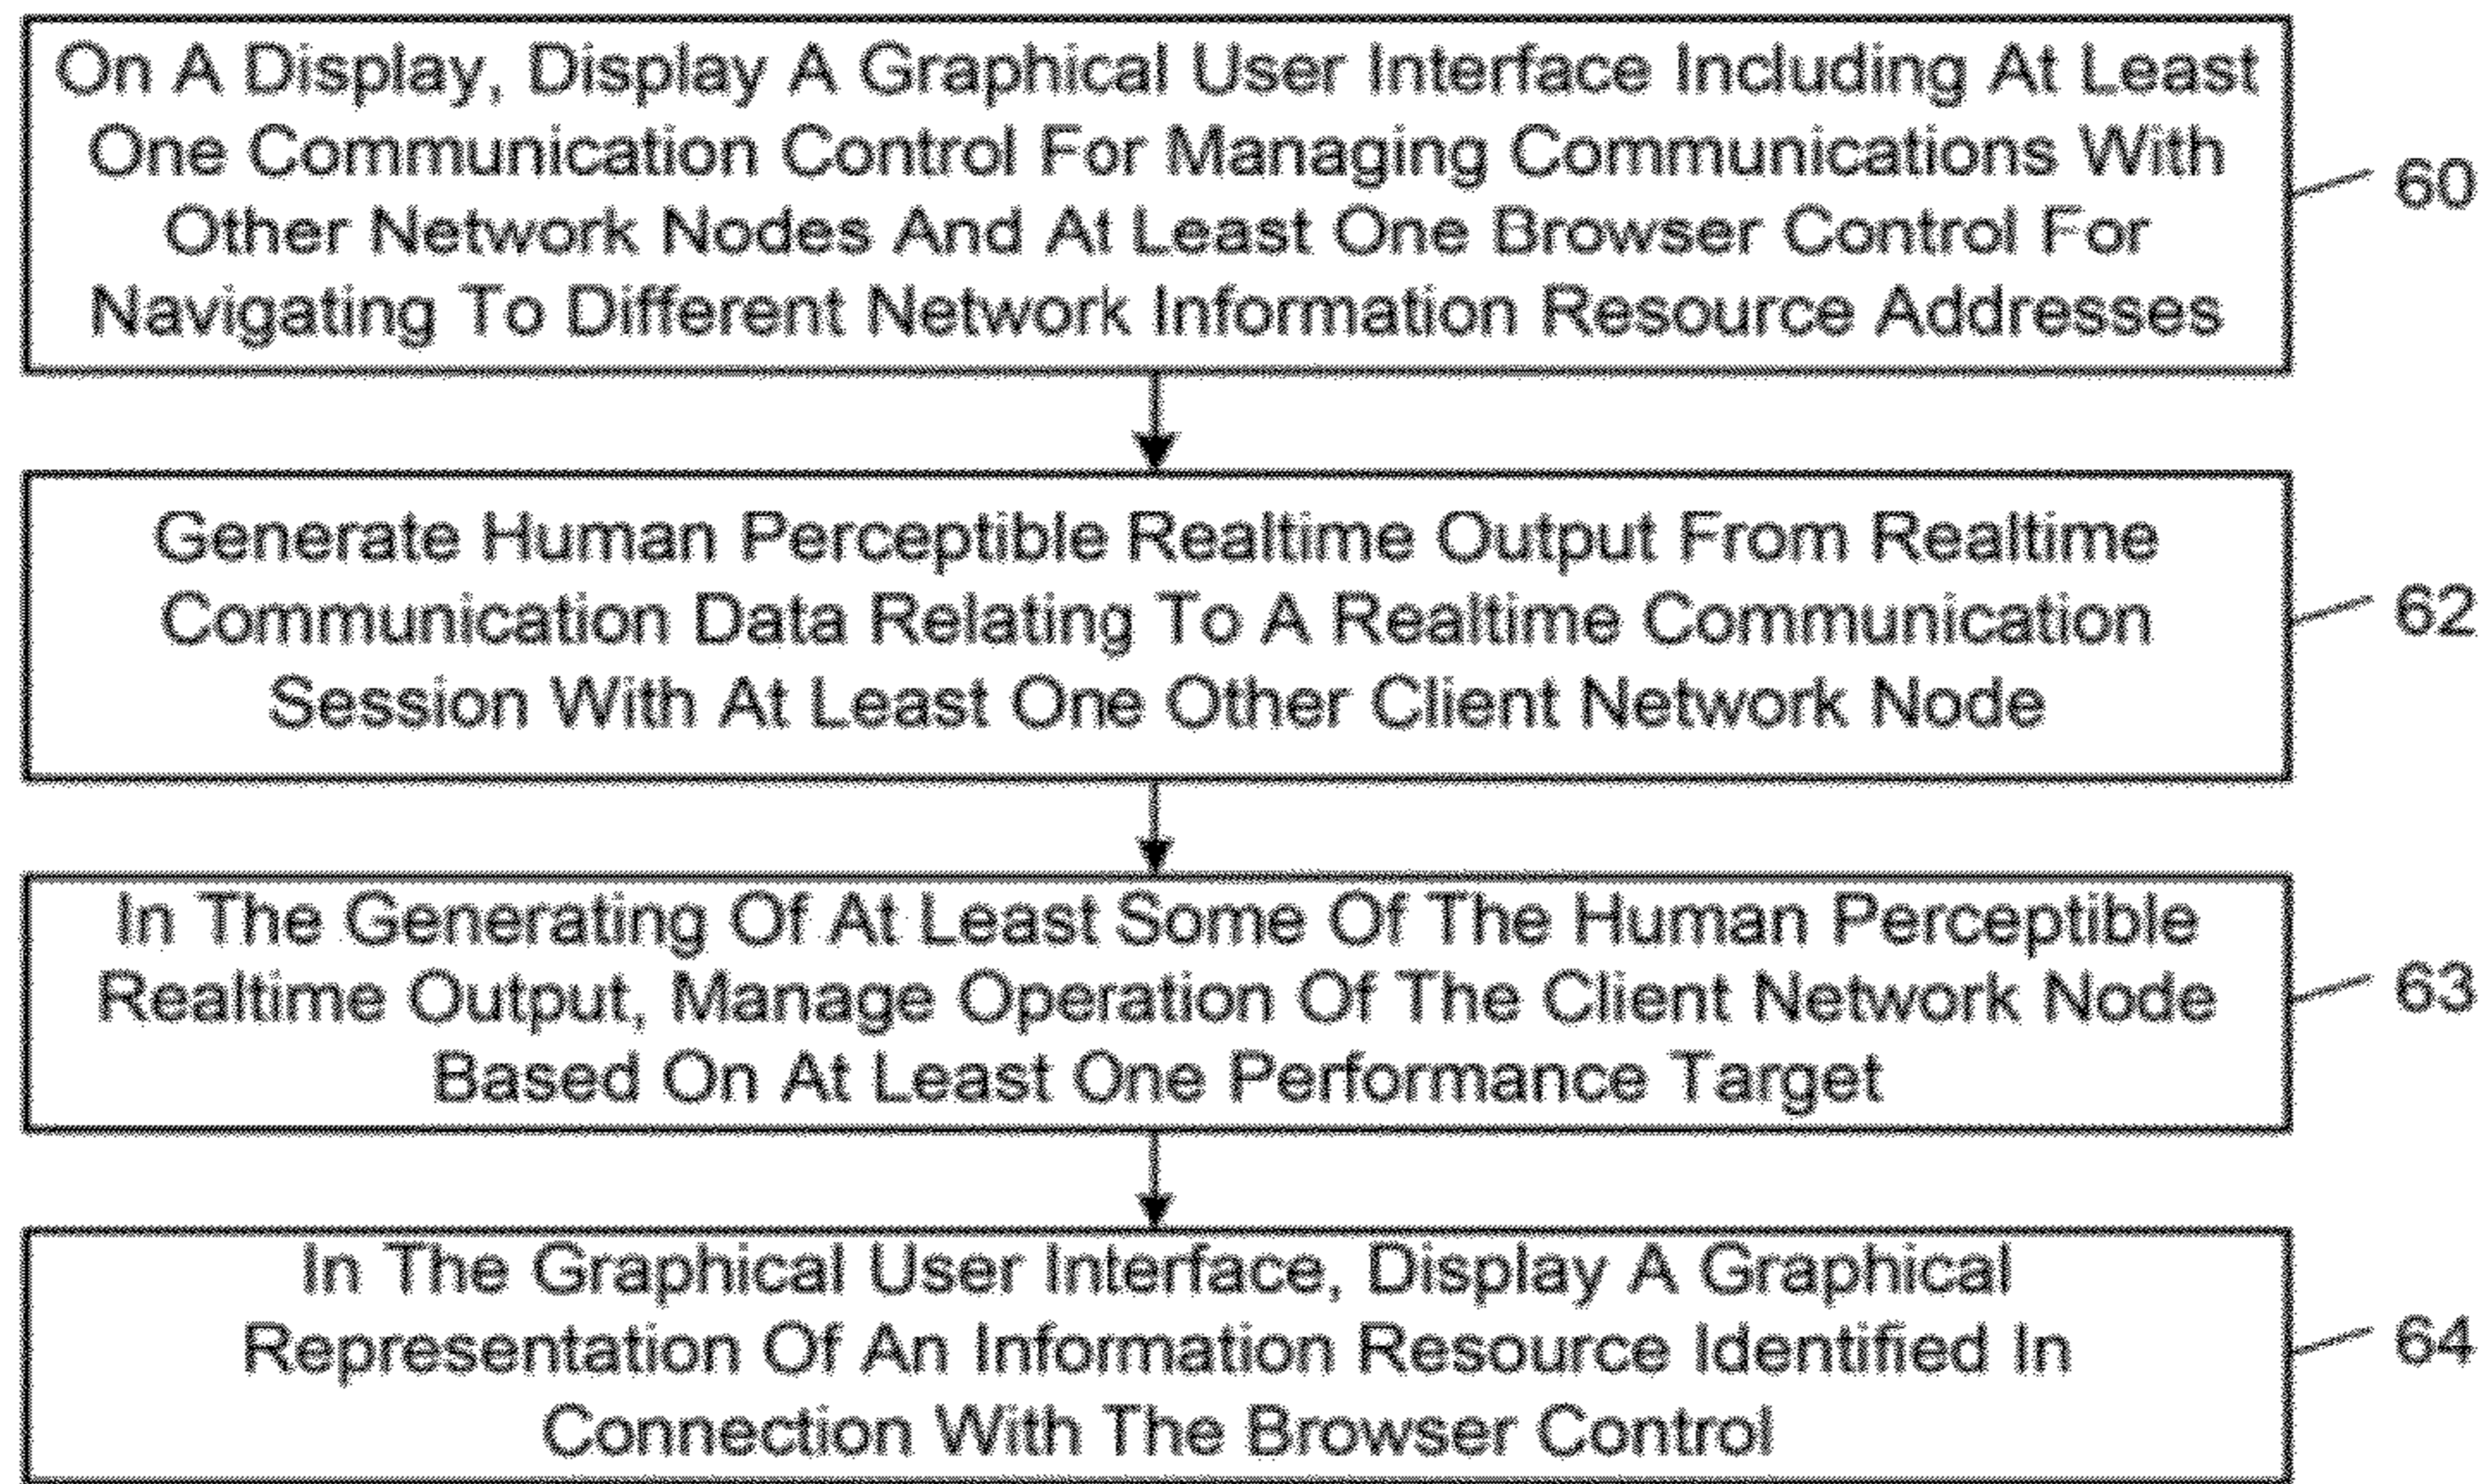 On A Display, Display A Graphical User Interface Including At Least
One Communication Control For Managing Communications With
Other Network Nodes And At Least One Browser Control For
Navigating To Different Network Information Resource Addresses
60
Generate Human Perceptible Realtime Output From Realtime
Communication Data Relating To A Realtime Communication
Session With At Least One Other Client Network Node
62
In The Generating Of At Least Some Of The Human Perceptible
Realtime Output, Manage Operation Of The Client Network Node
Based On At Least One Performance Target
63
In The Graphical User Interface, Display A Graphical
Representation Of An Information Resource Identified In
Connection With The Browser Control
64